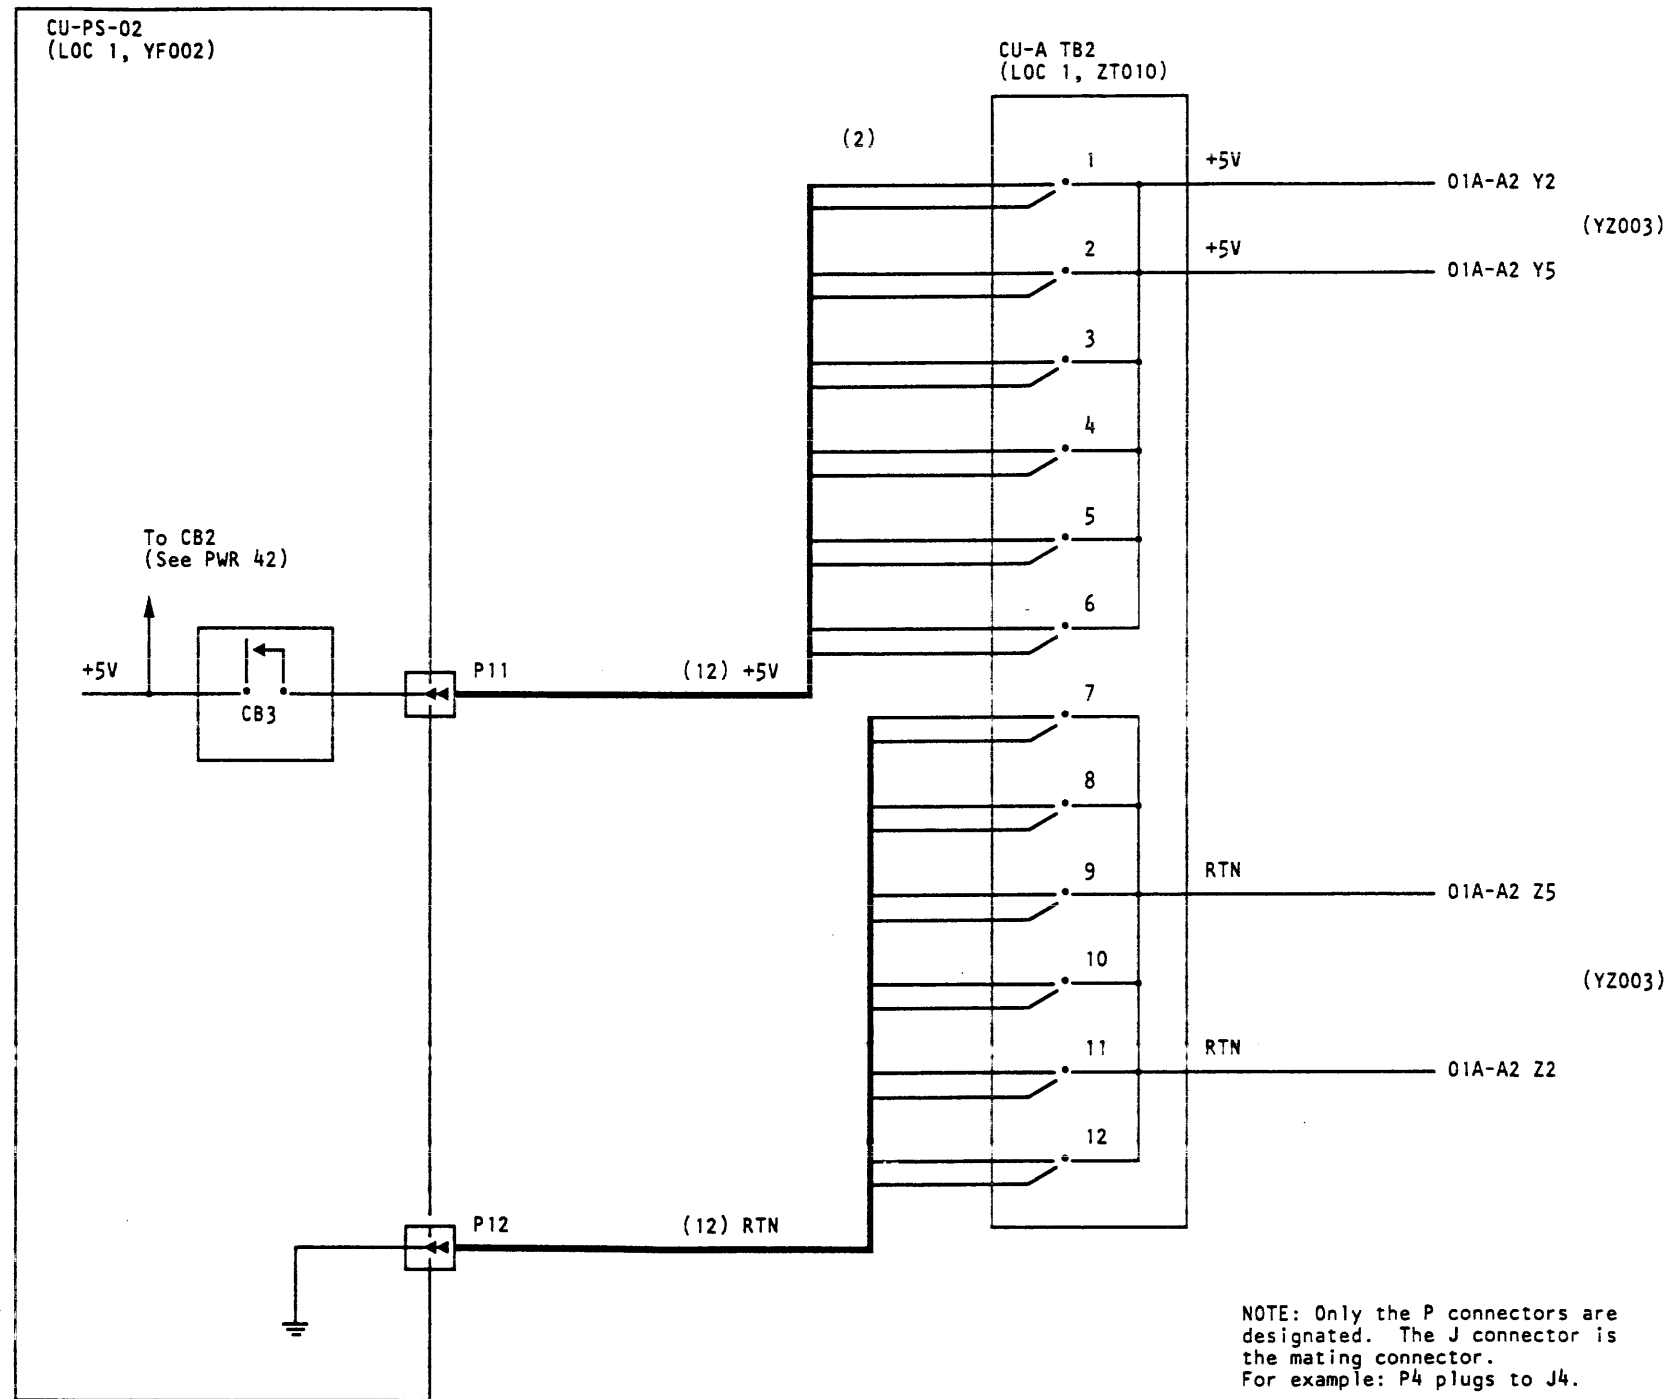 CU-PS-02
(LOC 1, YF002)
CU-A TB2
(LOC 1, ZT010)
(2)
1
+5V
01A-A2 Y2
(YZ003)
2
+5V
01A-A2 Y5
3
4
5
To CB2
(See PWR 42)
6
+5V
CB3
P11
(12) +5V
7
8
9
RTN
01A-A2 Z5
10
(YZ003)
11
RTN
01A-A2 Z2
12
P12
(12) RTN
NOTE: Only the P connectors are
designated. The J connector is
the mating connector.
For example: P4 plugs to J4.